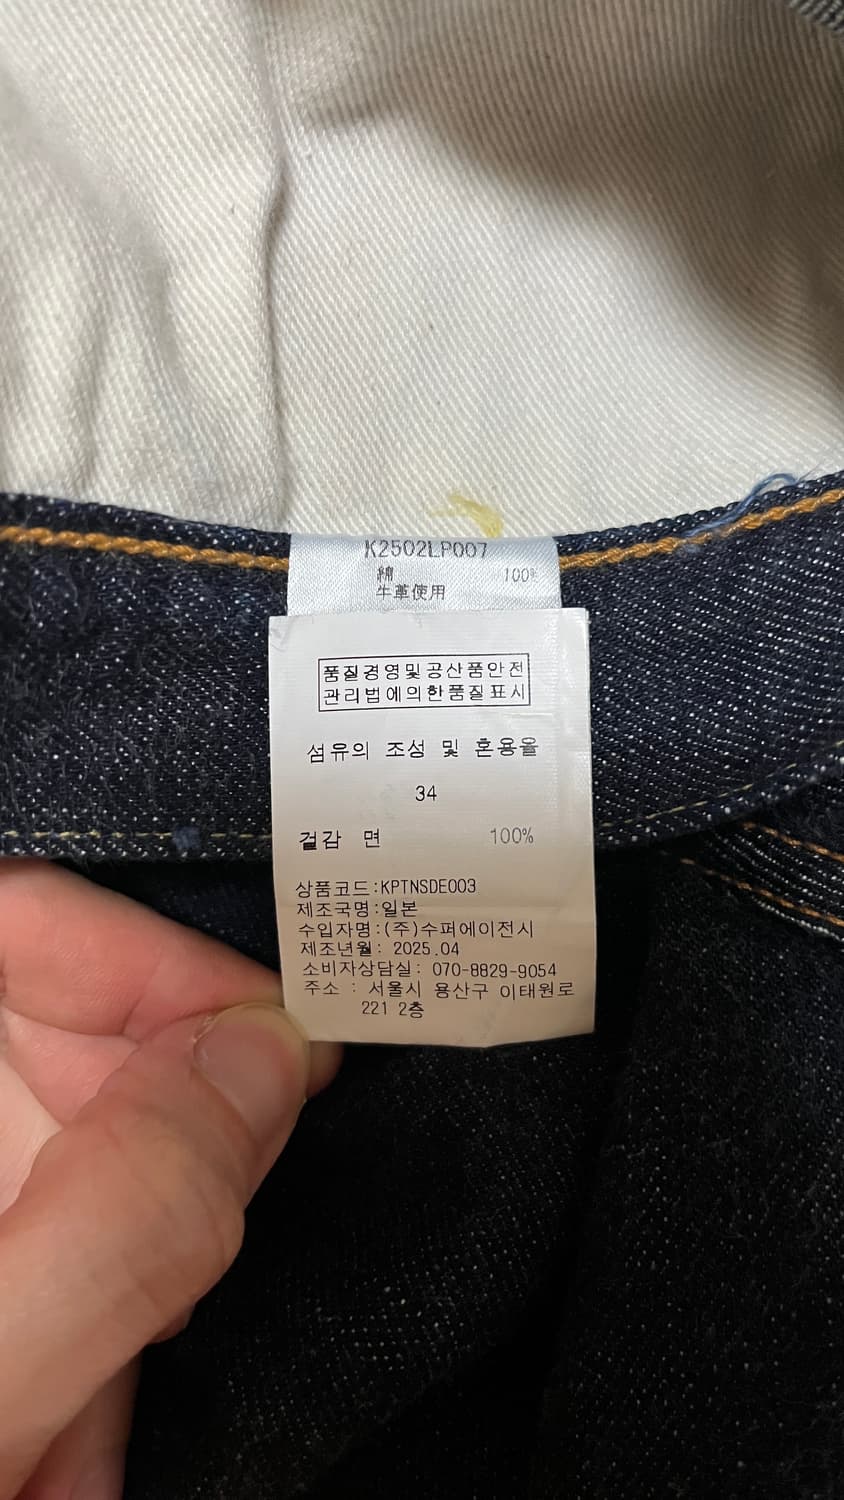 K2502LP007
綿 100%
牛革使用
품질경영및공산품안전
관리법에의한품질표시
섬유의 조성 및 혼용율
34
겉감 면 100%
상품코드:KPTNSDE003
제조국명:일본
수입자명:(주)수퍼에이전시
제조년월: 2025.04
소비자상담실: 070-8829-9054
주소 : 서울시 용산구 이태원로
221 2층